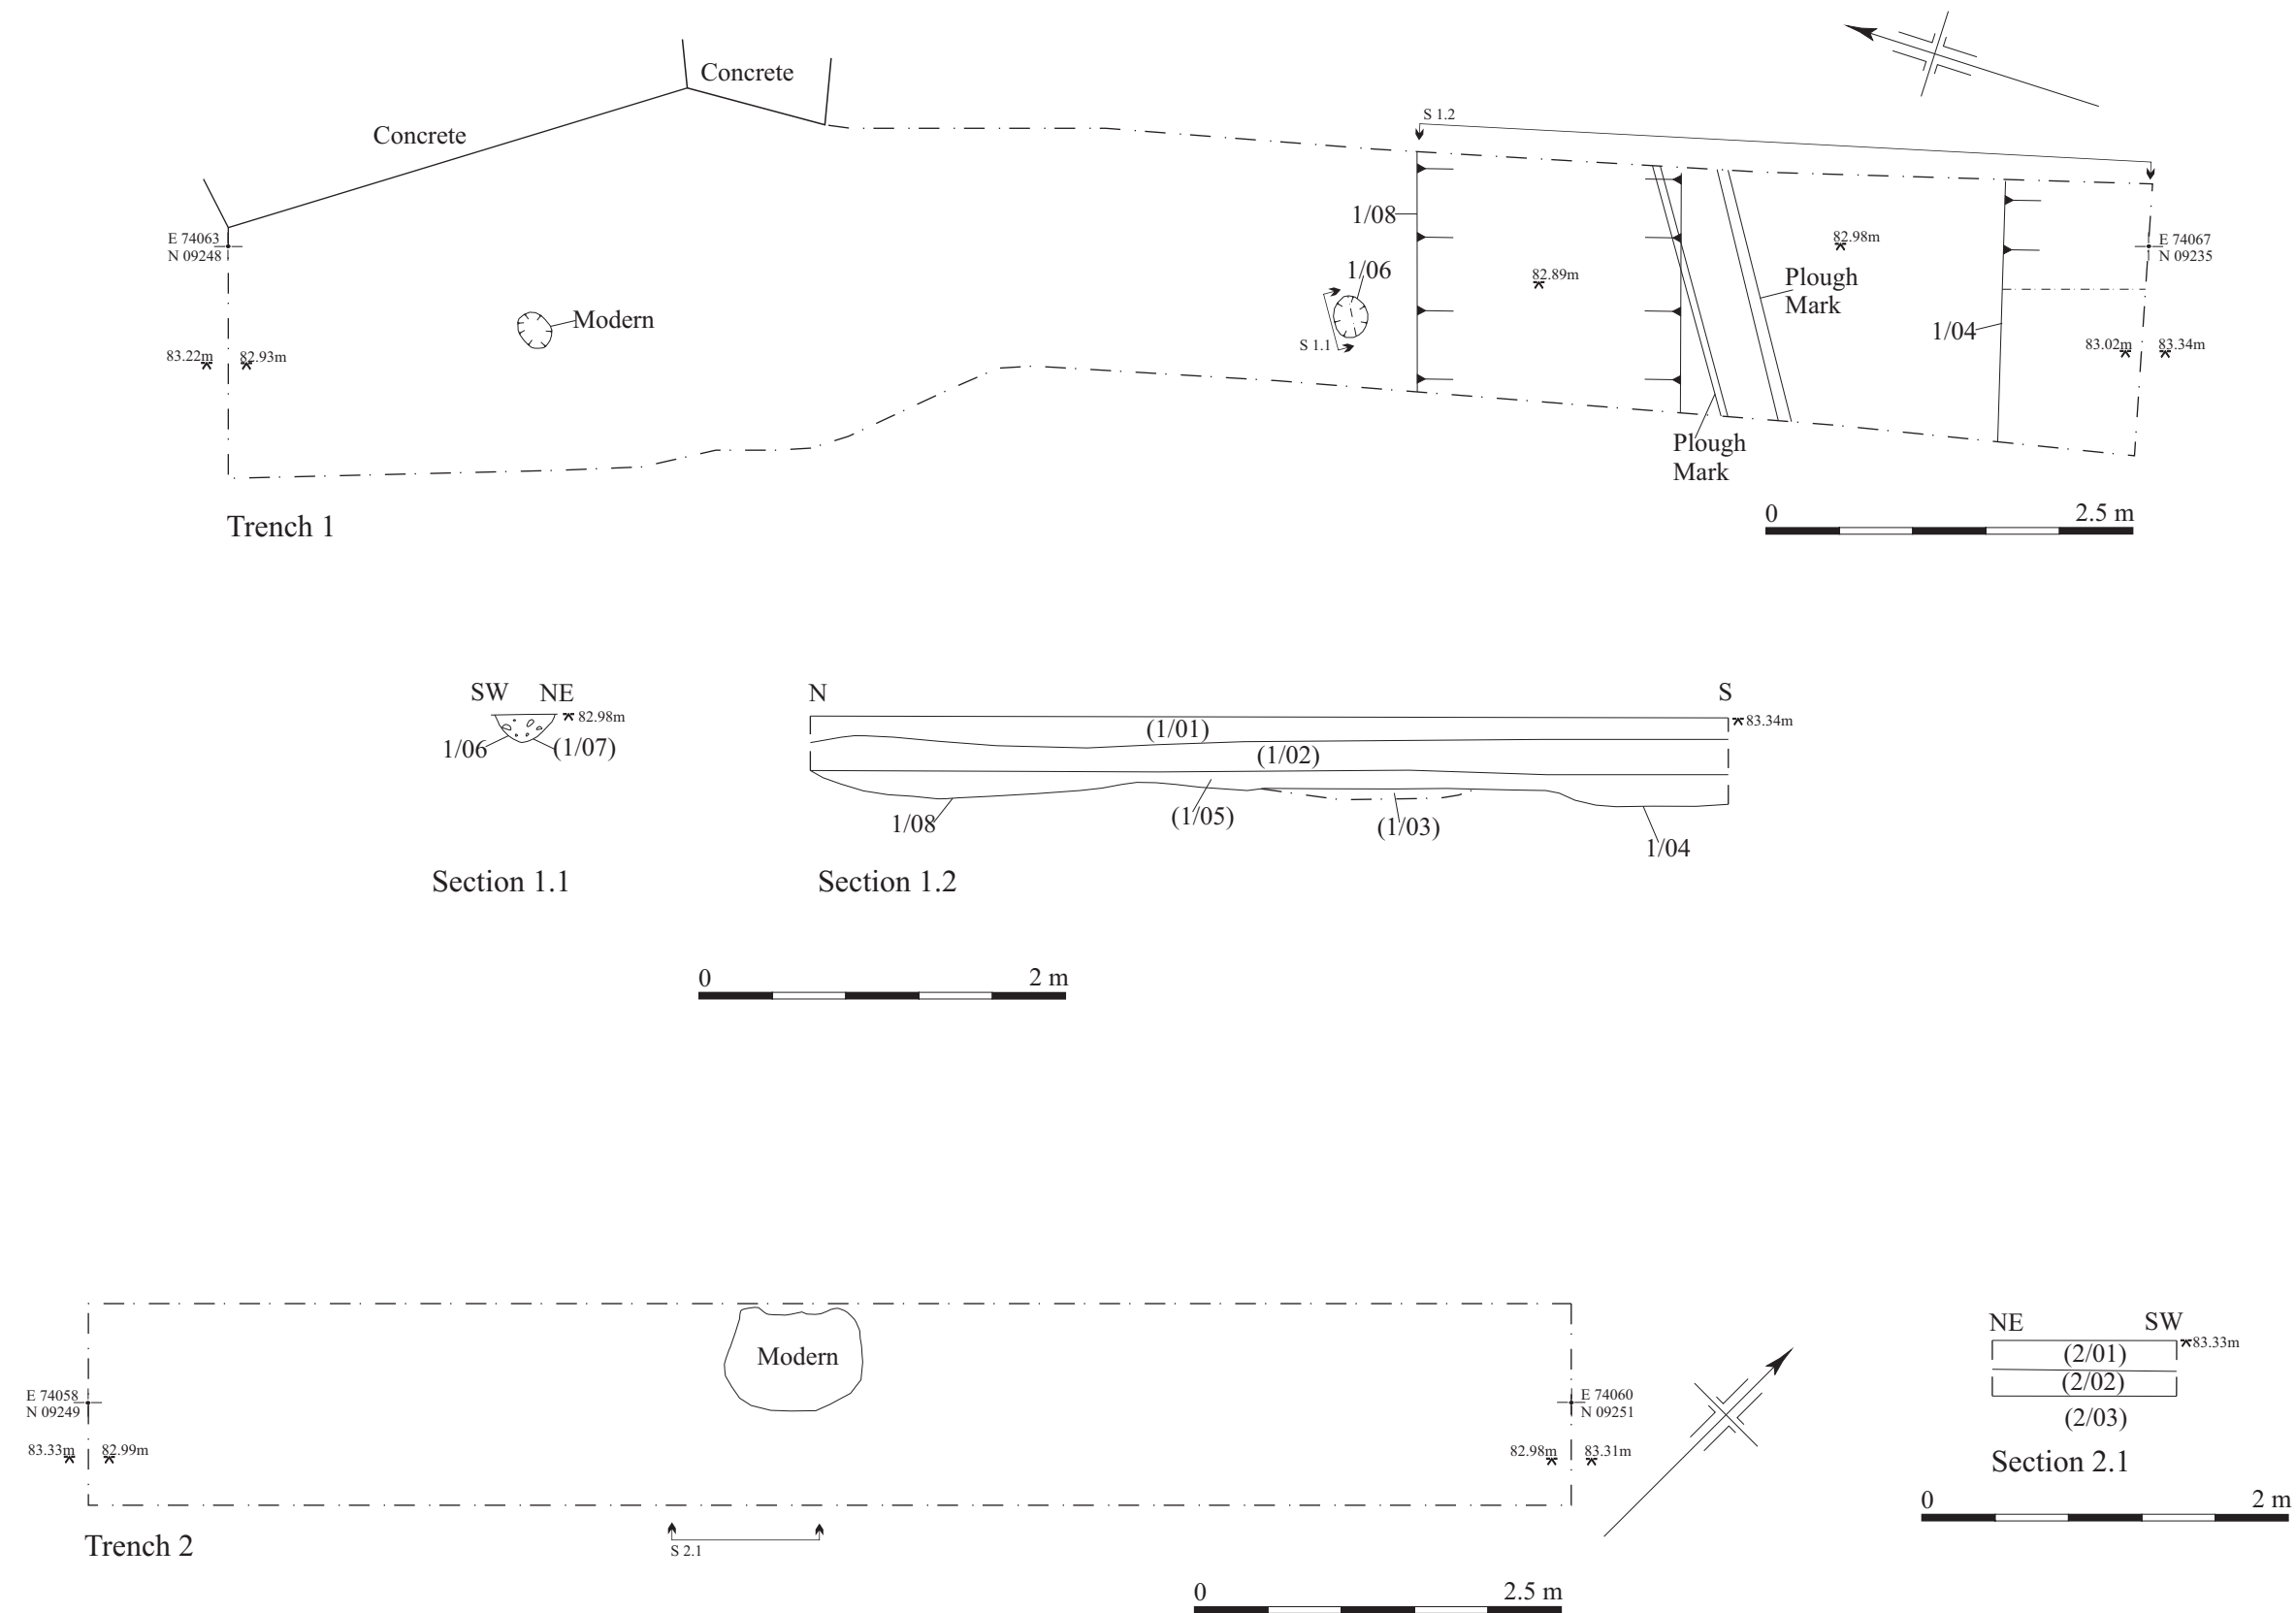 Concrete
Concrete
S 1.2
E 74063
N 09248
1/08
1/06
82.89m
82.98m
Plough
Mark
E 74067
N 09235
Modern
S 1.1
1/04
83.22m
82.93m
83.02m
83.34m
Plough
Mark
Trench 1
0 2.5 m
SW NE
82.98m
1/06
(1/07)
Section 1.1
N S
83.34m
(1/01)
(1/02)
1/08
(1/05)
(1/03)
1/04
Section 1.2
0 2 m
Modern
E 74058
N 09249
83.33m
82.99m
E 74060
N 09251
82.98m
83.31m
S 2.1
Trench 2
0 2.5 m
NE SW
83.33m
(2/01)
(2/02)
(2/03)
Section 2.1
0 2 m